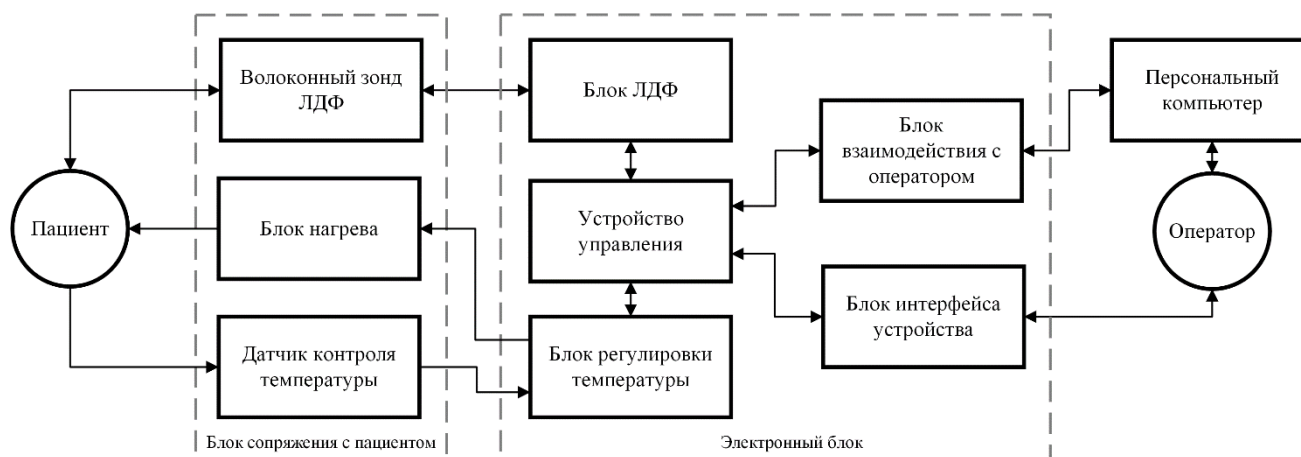 Волоконный зонд
ЛДФ
Блок ЛДФ
Персональный
компьютер
Блок
взаимодействия с
оператором
Пациент
Блок нагрева
Устройство
управления
Оператор
Блок интерфейса
устройства
Датчик контроля
температуры
Блок регулировки
температуры
Блок сопряжения с пациентом
Электронный блок